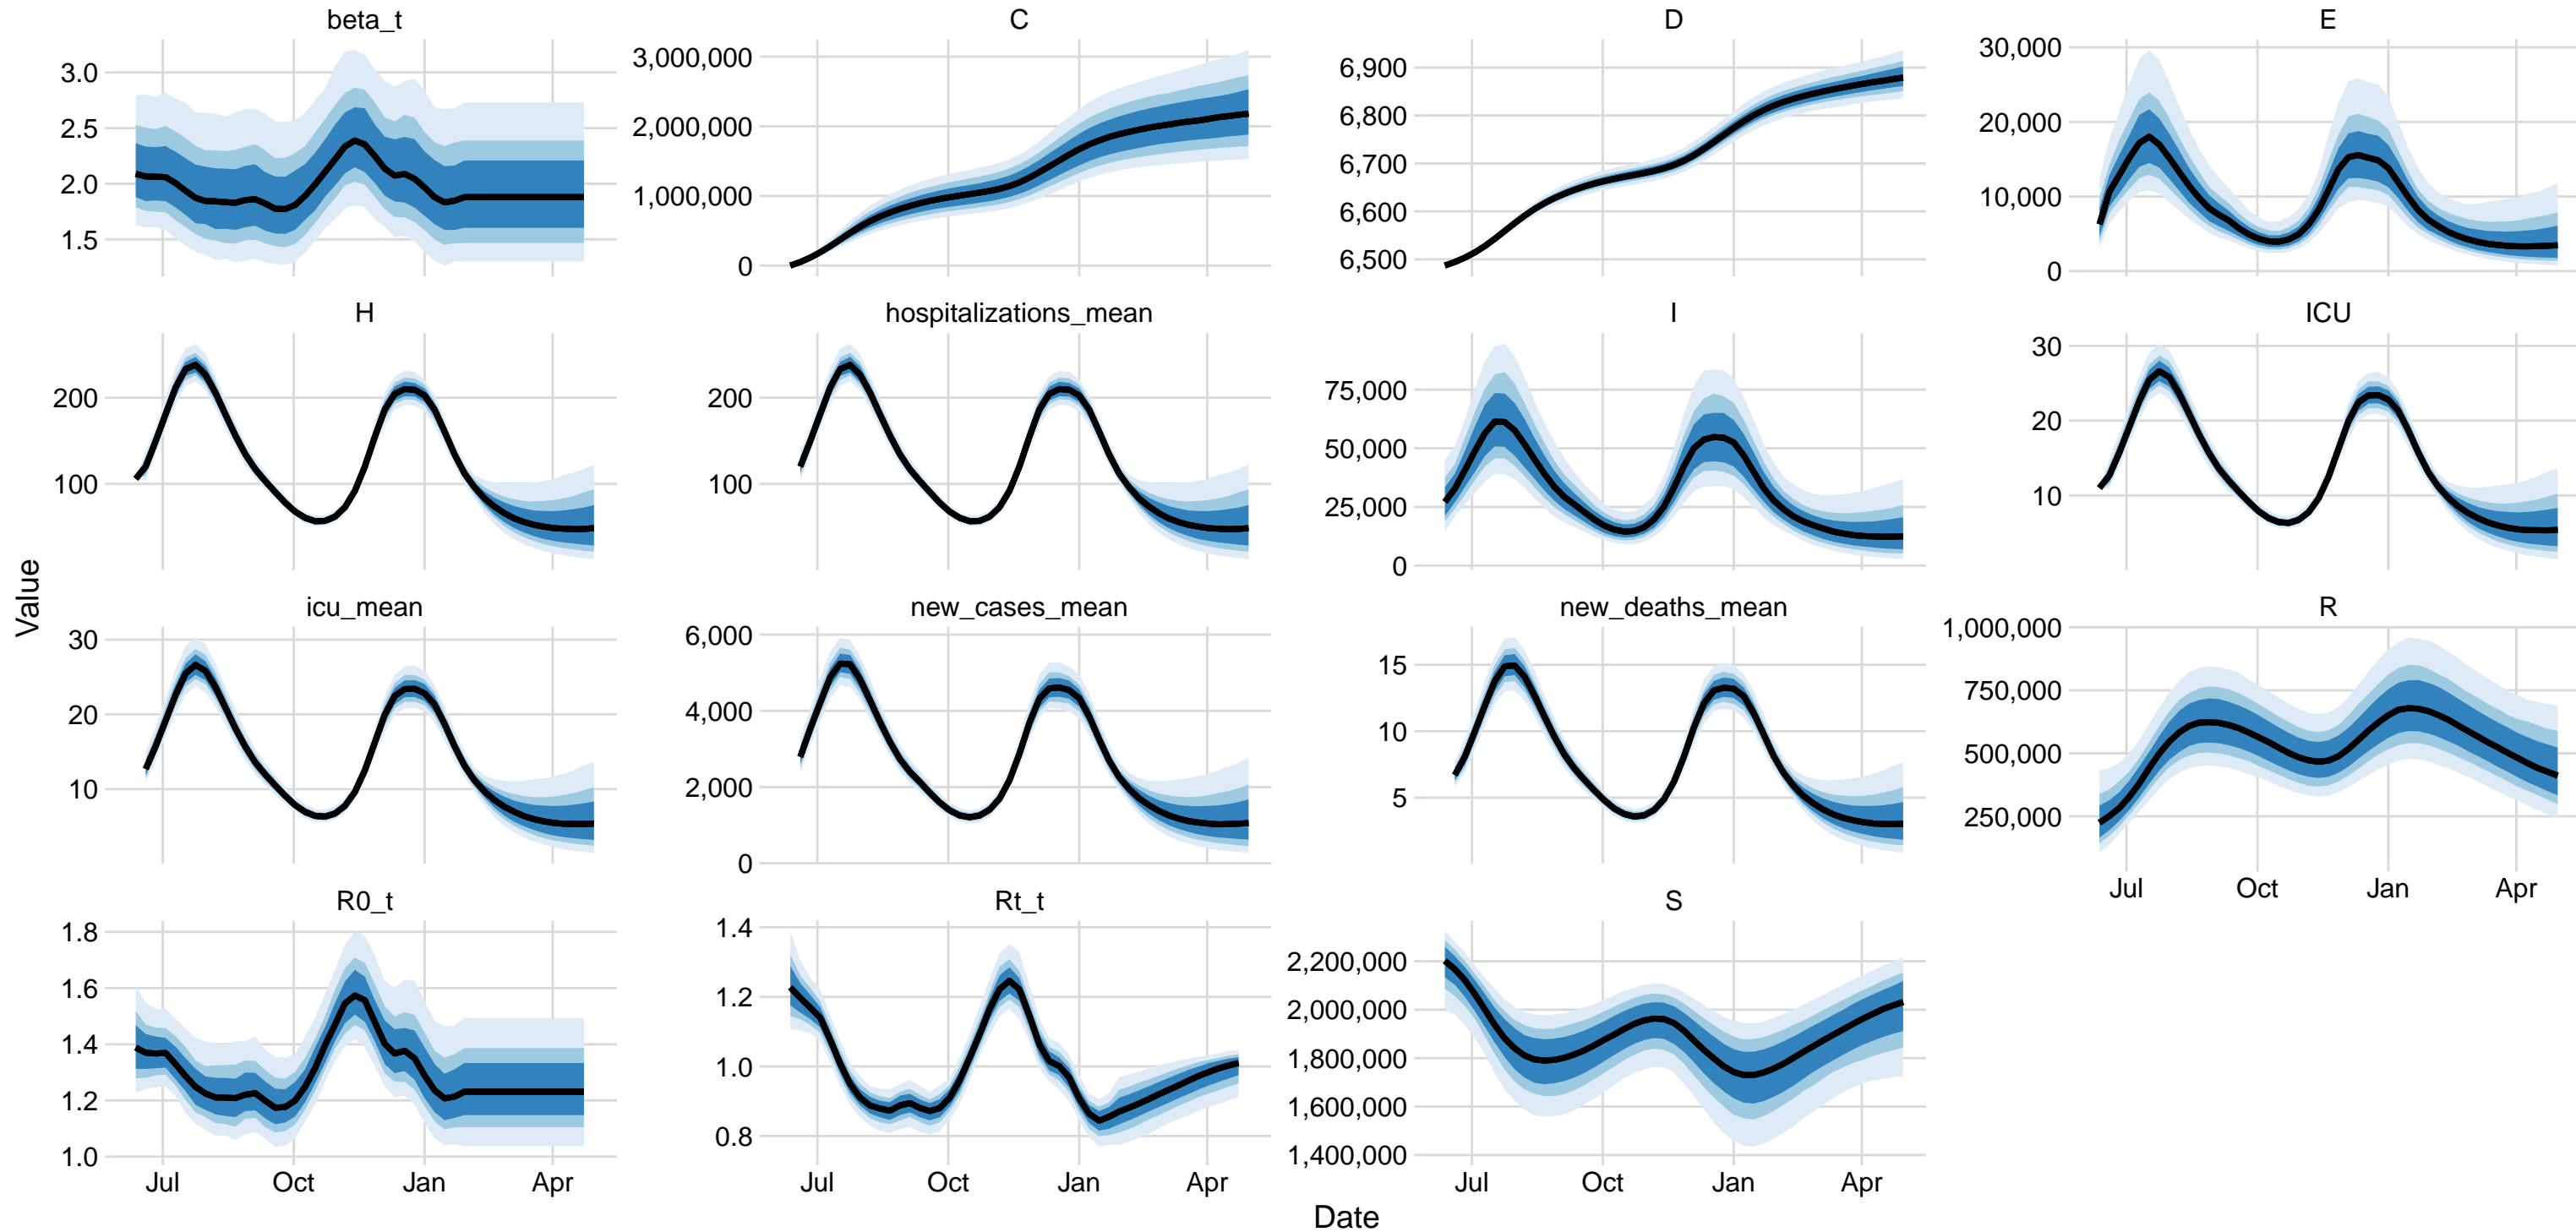 beta_t
C
D
E
3.0
2.5
2.0
1.5
3,000,000
2,000,000
1,000,000
0
6,900
6,800
6,700
6,600
6,500
30,000
20,000
10,000
0
H
hospitalizations_mean
I
ICU
200
100
200
100
75,000
50,000
25,000
0
30
20
10
Value
icu_mean
new_cases_mean
new_deaths_mean
R
30
20
10
6,000
4,000
2,000
0
15
10
5
1,000,000
750,000
500,000
250,000
Jul Oct Jan Apr
R0_t
Rt_t
S
1.8
1.6
1.4
1.2
1.0
1.4
1.2
1.0
0.8
2,200,000
2,000,000
1,800,000
1,600,000
1,400,000
Jul Oct Jan Apr
Jul Oct Jan Apr
Jul Oct Jan Apr
Date